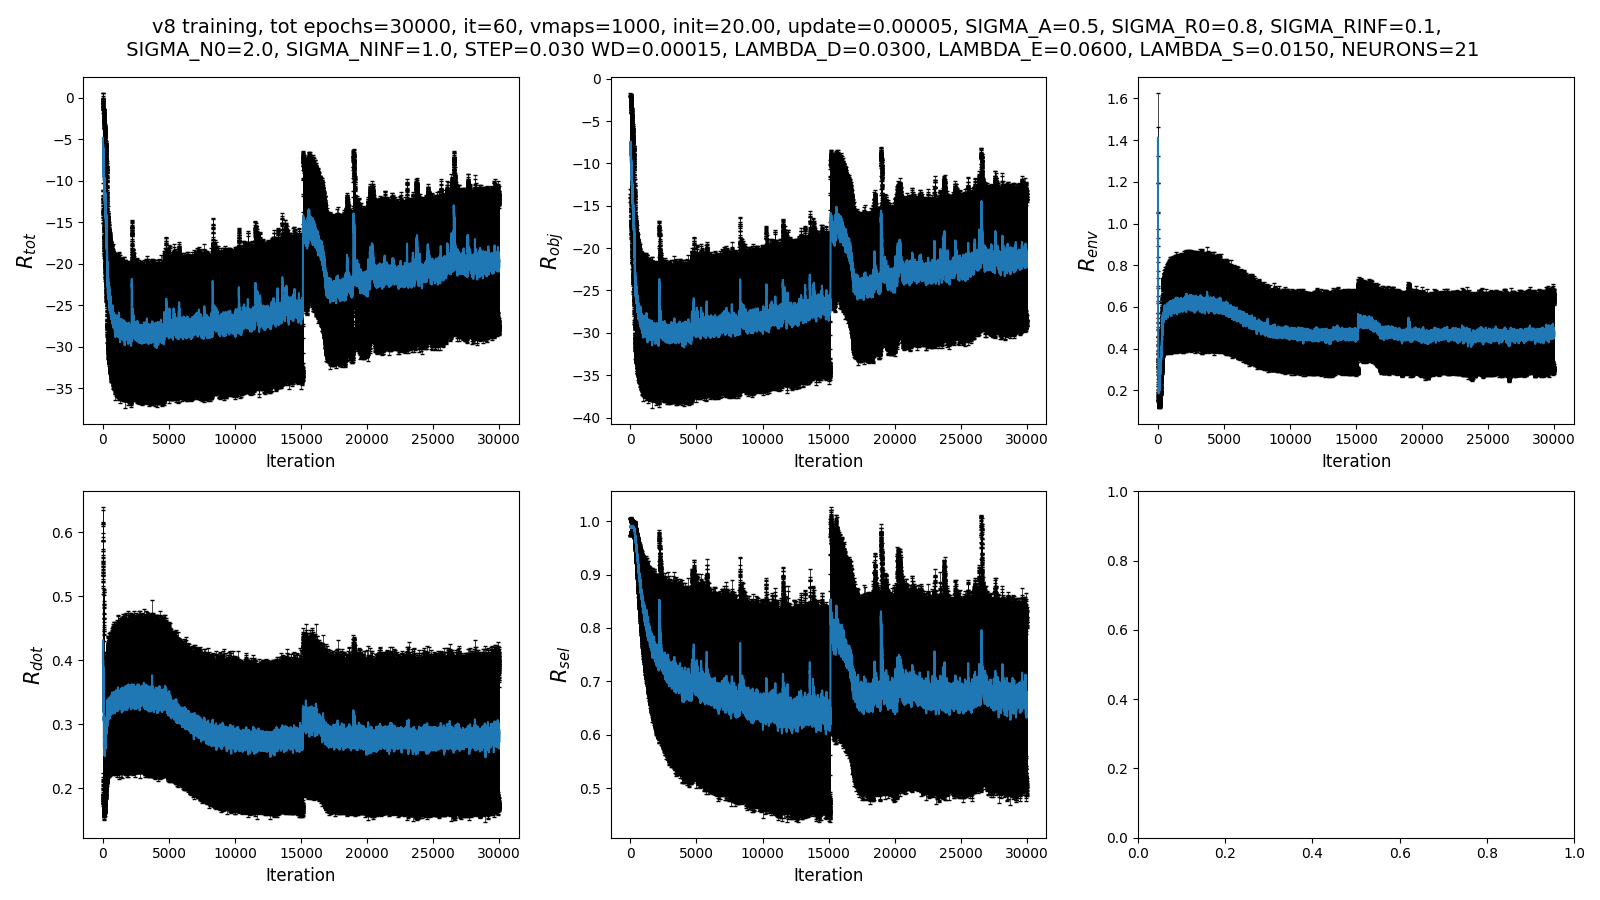 v8 training, tot epochs=30000, it=60, vmaps=1000, init=20.00, update=0.00005, SIGMA_A=0.5, SIGMA_R0=0.8, SIGMA_RINF=0.1,
SIGMA_N0=2.0, SIGMA_NINF=1.0, STEP=0.030 WD=0.00015, LAMBDA_D=0.0300, LAMBDA_E=0.0600, LAMBDA_S=0.0150, NEURONS=21
R_tot
0
−5
−10
−15
−20
−25
−30
−35
0 5000 10000 15000 20000 25000 30000
Iteration
R_obj
0
−5
−10
−15
−20
−25
−30
−35
−40
0 5000 10000 15000 20000 25000 30000
Iteration
R_env
1.6
1.4
1.2
1.0
0.8
0.6
0.4
0.2
0 5000 10000 15000 20000 25000 30000
Iteration
R_dot
0.6
0.5
0.4
0.3
0.2
0 5000 10000 15000 20000 25000 30000
Iteration
R_sel
1.0
0.9
0.8
0.7
0.6
0.5
0 5000 10000 15000 20000 25000 30000
Iteration
1.0
0.8
0.6
0.4
0.2
0.0
0.0 0.2 0.4 0.6 0.8 1.0